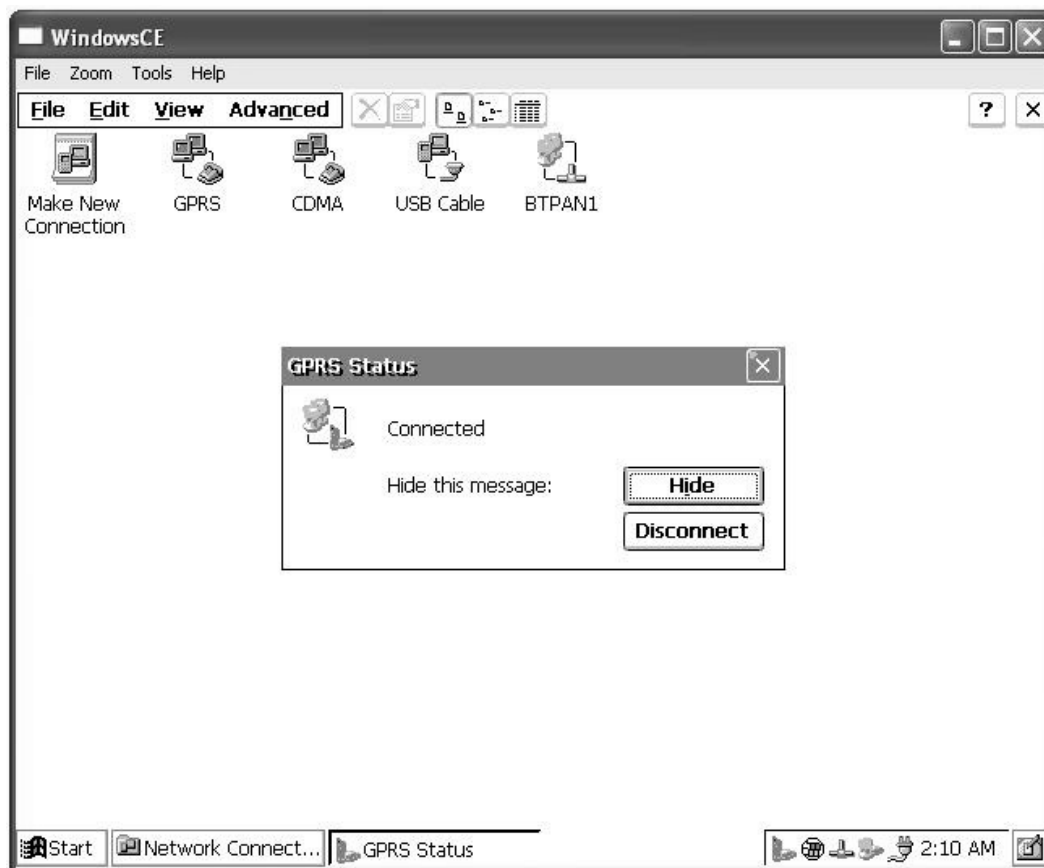 WindowsCE
File Zoom Tools Help
File Edit View Advanced ? ×
Make New Connection
GPRS
CDMA
USB Cable
BTPAN1
GPRS Status
Connected
Hide this message: Hide
Disconnect
Start Network Connect... GPRS Status 2:10 AM